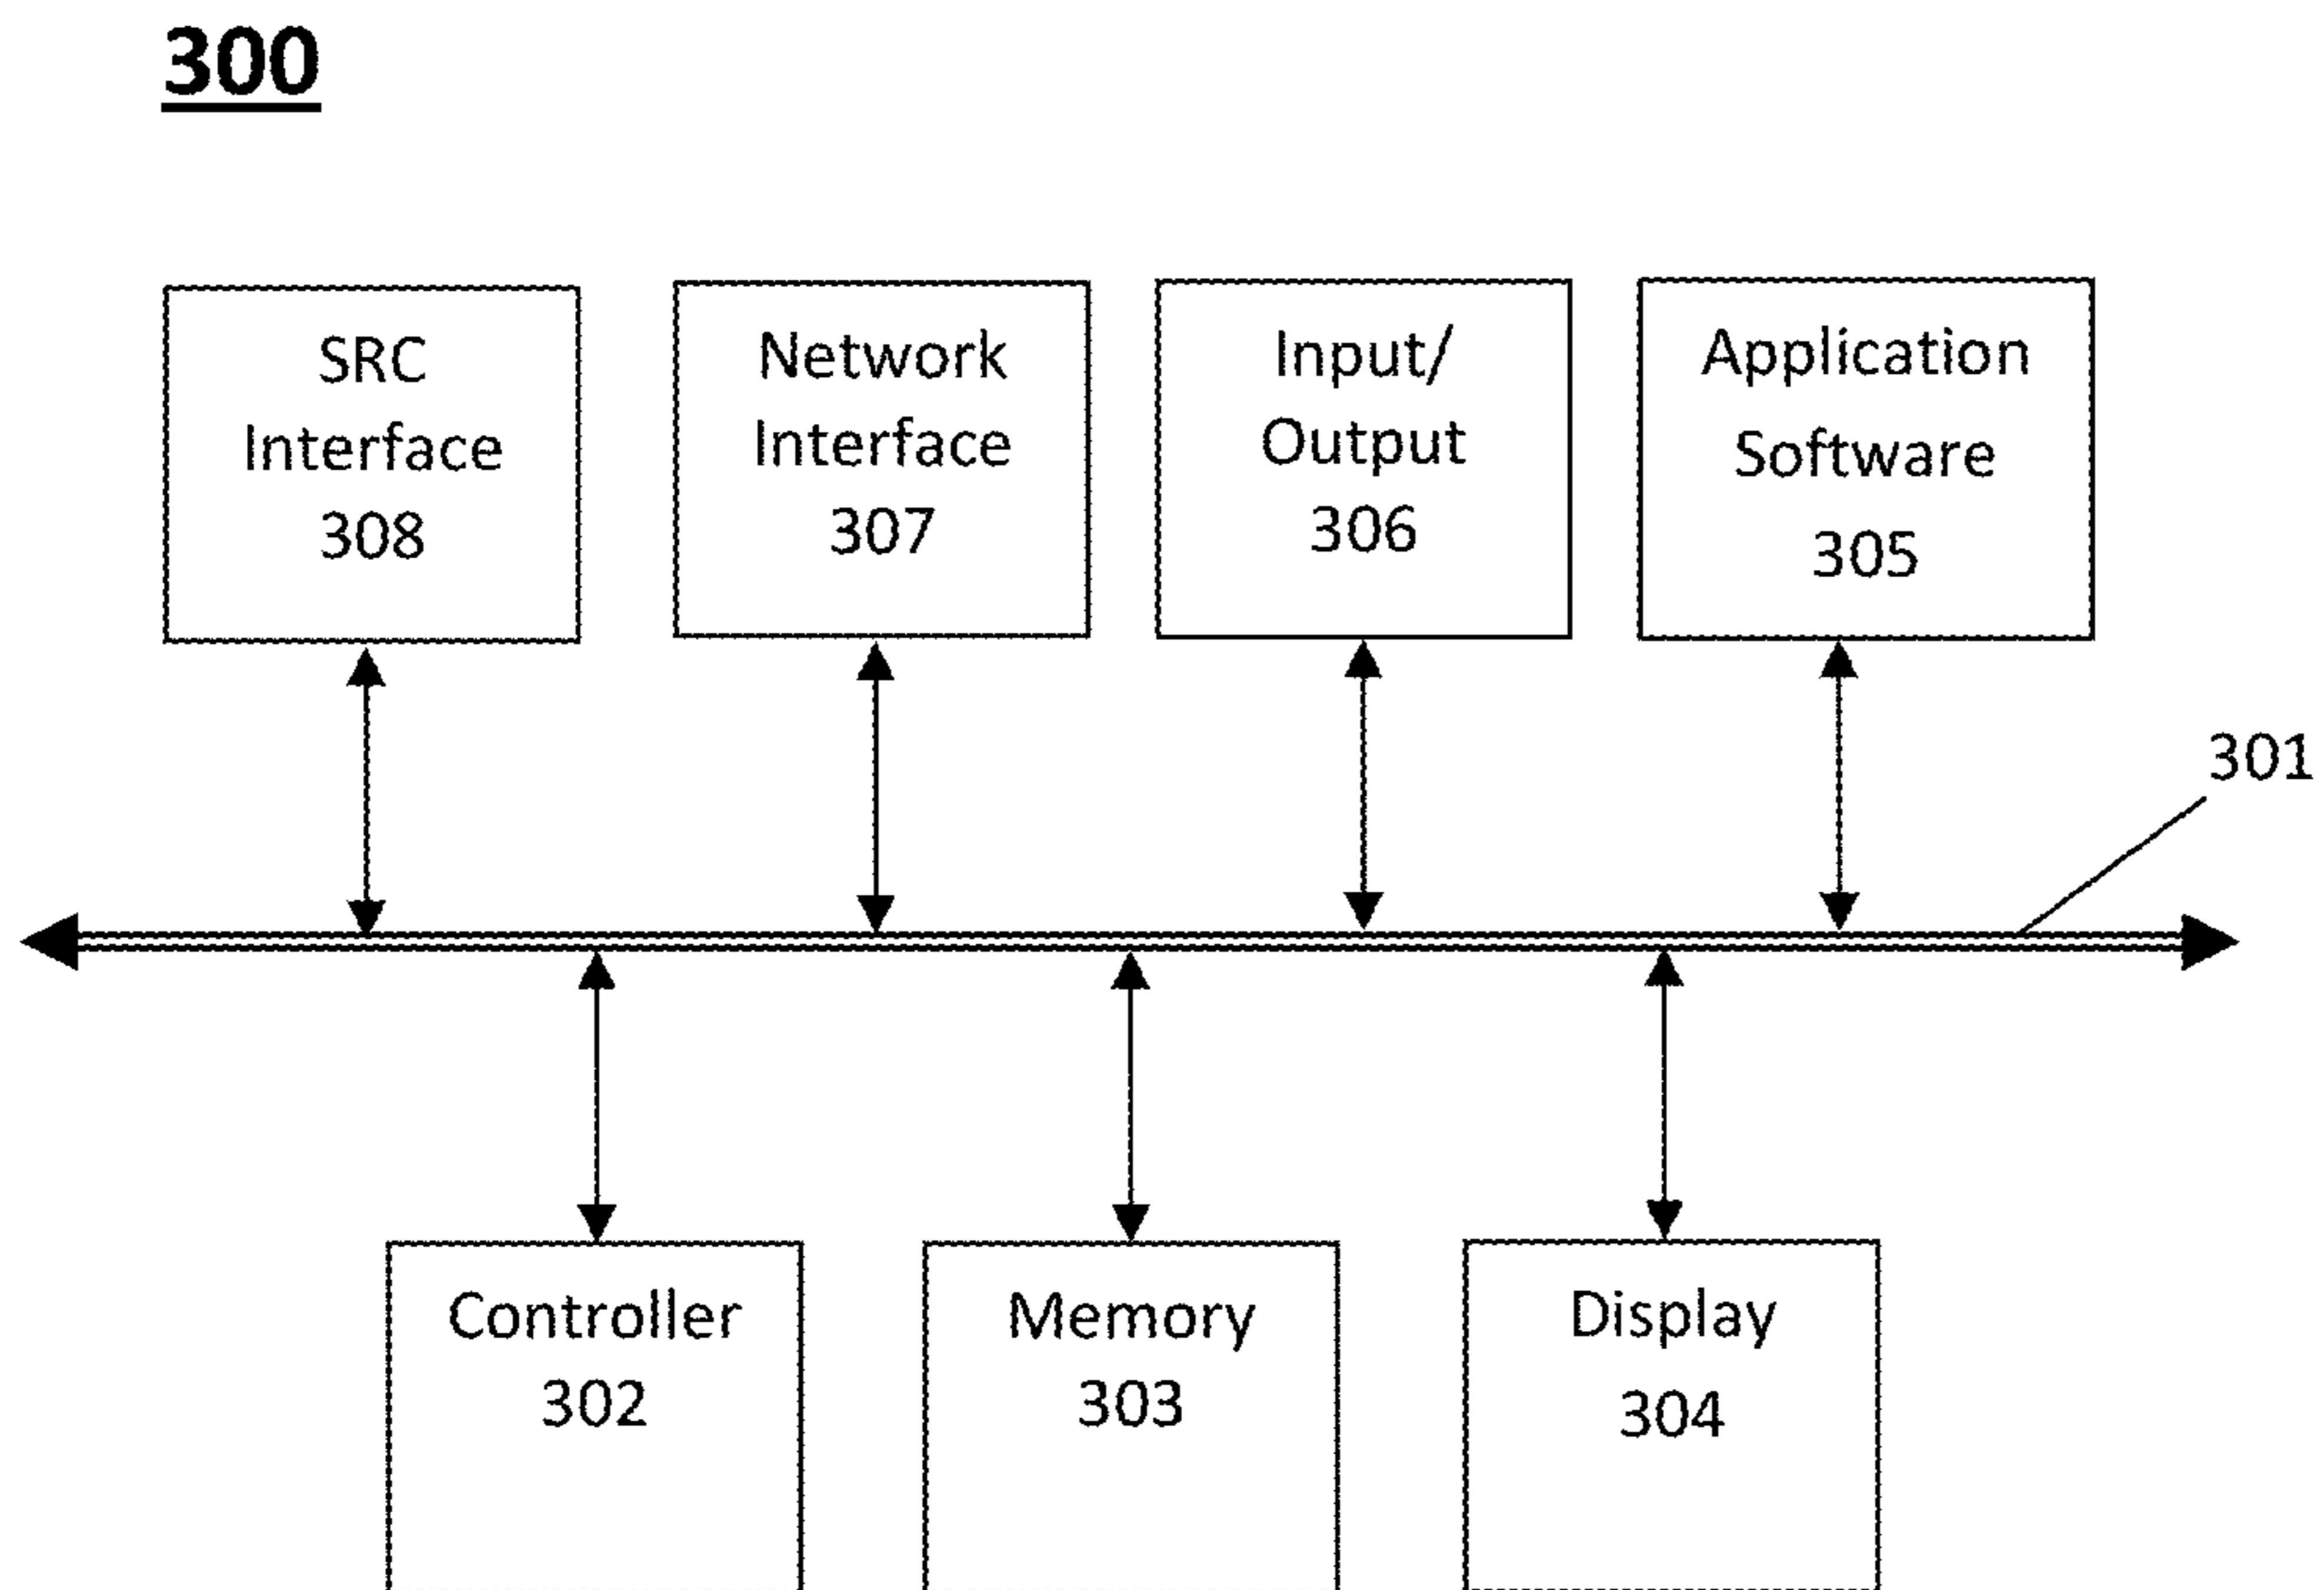 300
SRC
Interface
308
Network
Interface
307
Input/
Output
306
Application
Software
305
301
Controller
302
Memory
303
Display
304